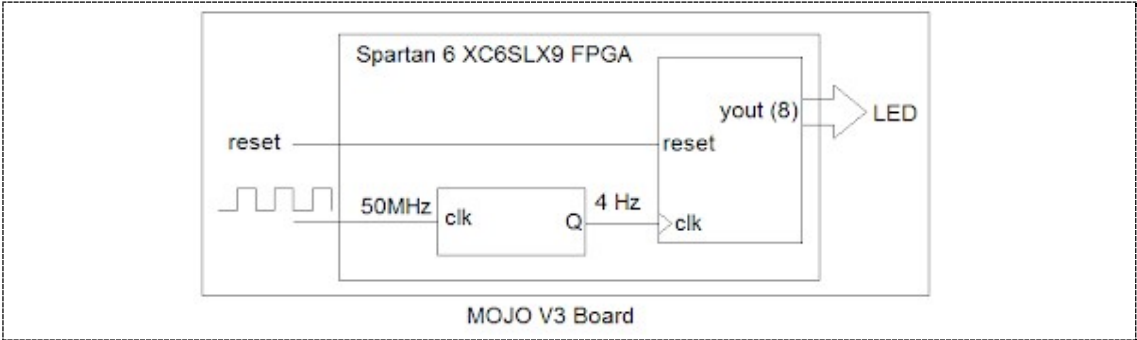 Spartan 6 XC6SLX9 FPGA
yout (8)
LED
reset
reset
50MHz
clk
Q
4 Hz
clk
MOJO V3 Board